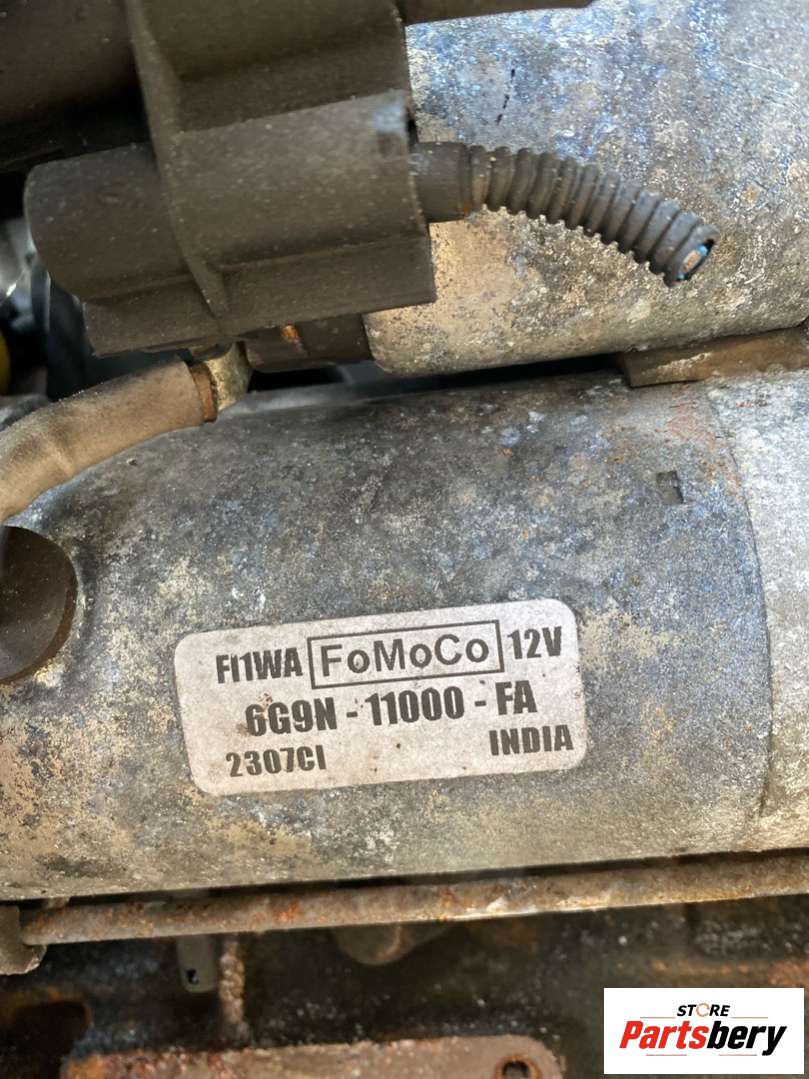 FI1WA FoMoCo 12V
6G9N - 11000 - FA
2307CI INDIA
STORE
Partsbery